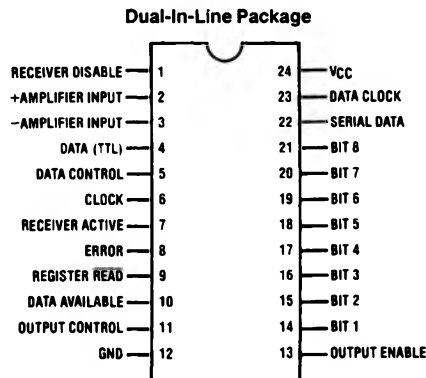 Dual-In-Line Package
RECEIVER DISABLE 1 24 VCC
+AMPLIFIER INPUT 2 23 DATA CLOCK
−AMPLIFIER INPUT 3 22 SERIAL DATA
DATA (TTL) 4 21 BIT 8
DATA CONTROL 5 20 BIT 7
CLOCK 6 19 BIT 6
RECEIVER ACTIVE 7 18 BIT 5
ERROR 8 17 BIT 4
REGISTER READ 9 16 BIT 3
DATA AVAILABLE 10 15 BIT 2
OUTPUT CONTROL 11 14 BIT 1
GND 12 13 OUTPUT ENABLE